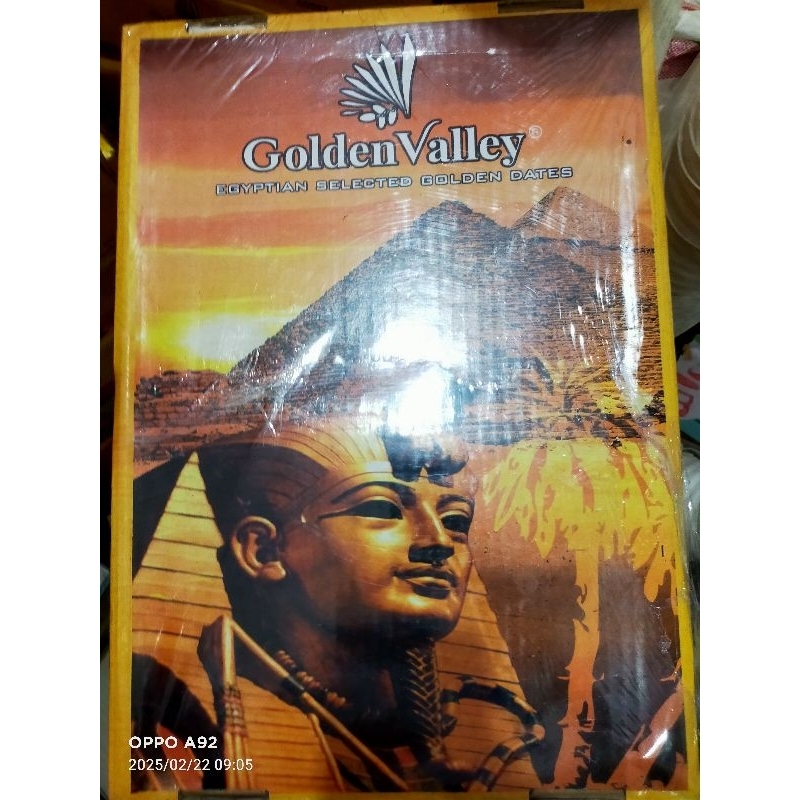 GoldenValley®
EGYPTIAN SELECTED GOLDEN DATES
OPPO A92
2025/02/22 09:05